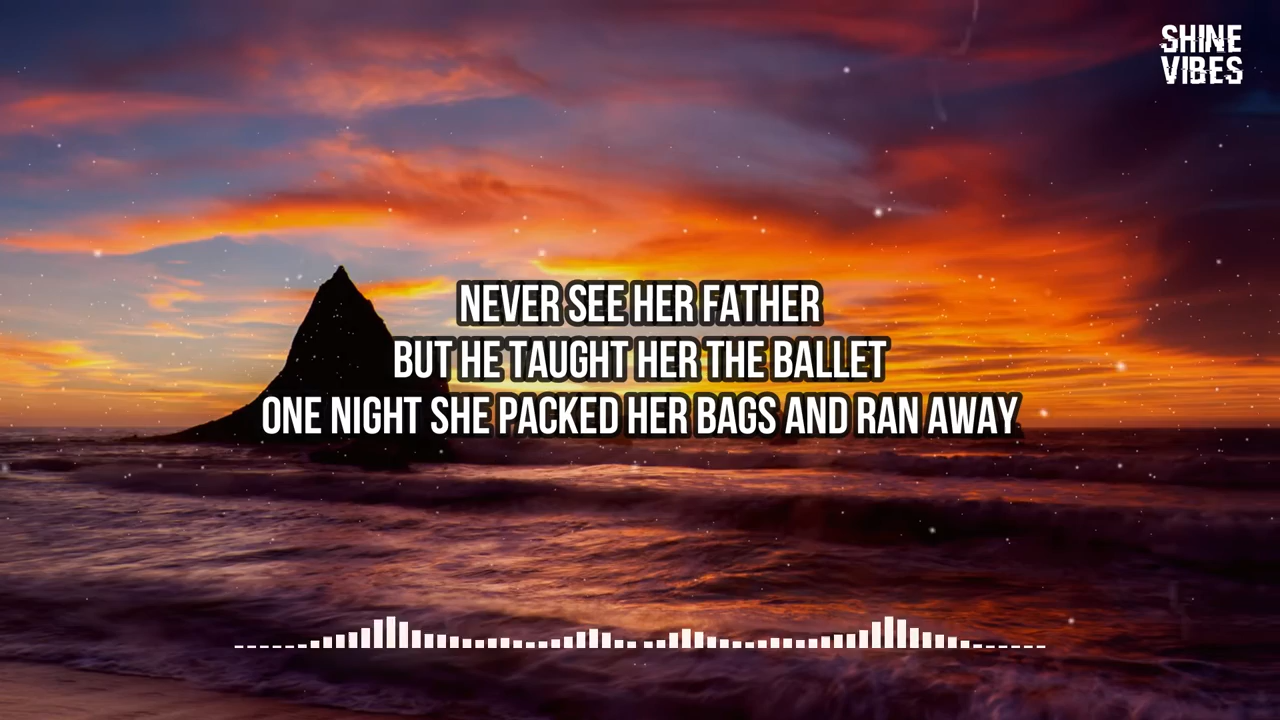 SHINE
VIBES
NEVER SEE HER FATHER
BUT HE TAUGHT HER THE BALLET
ONE NIGHT SHE PACKED HER BAGS AND RAN AWAY